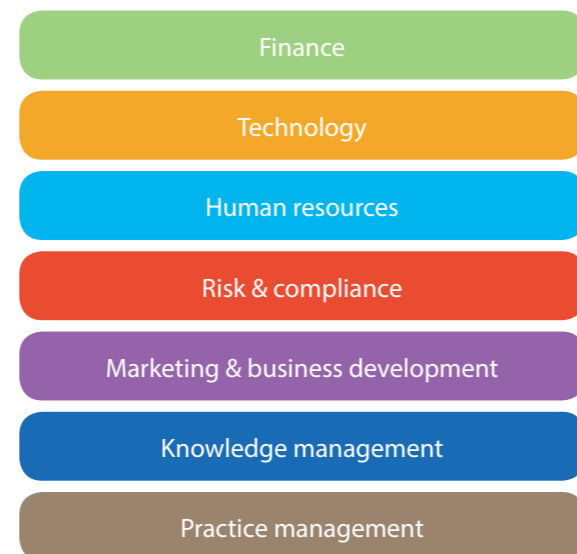 Finance
Technology
Human resources
Risk & compliance
Marketing & business development
Knowledge management
Practice management